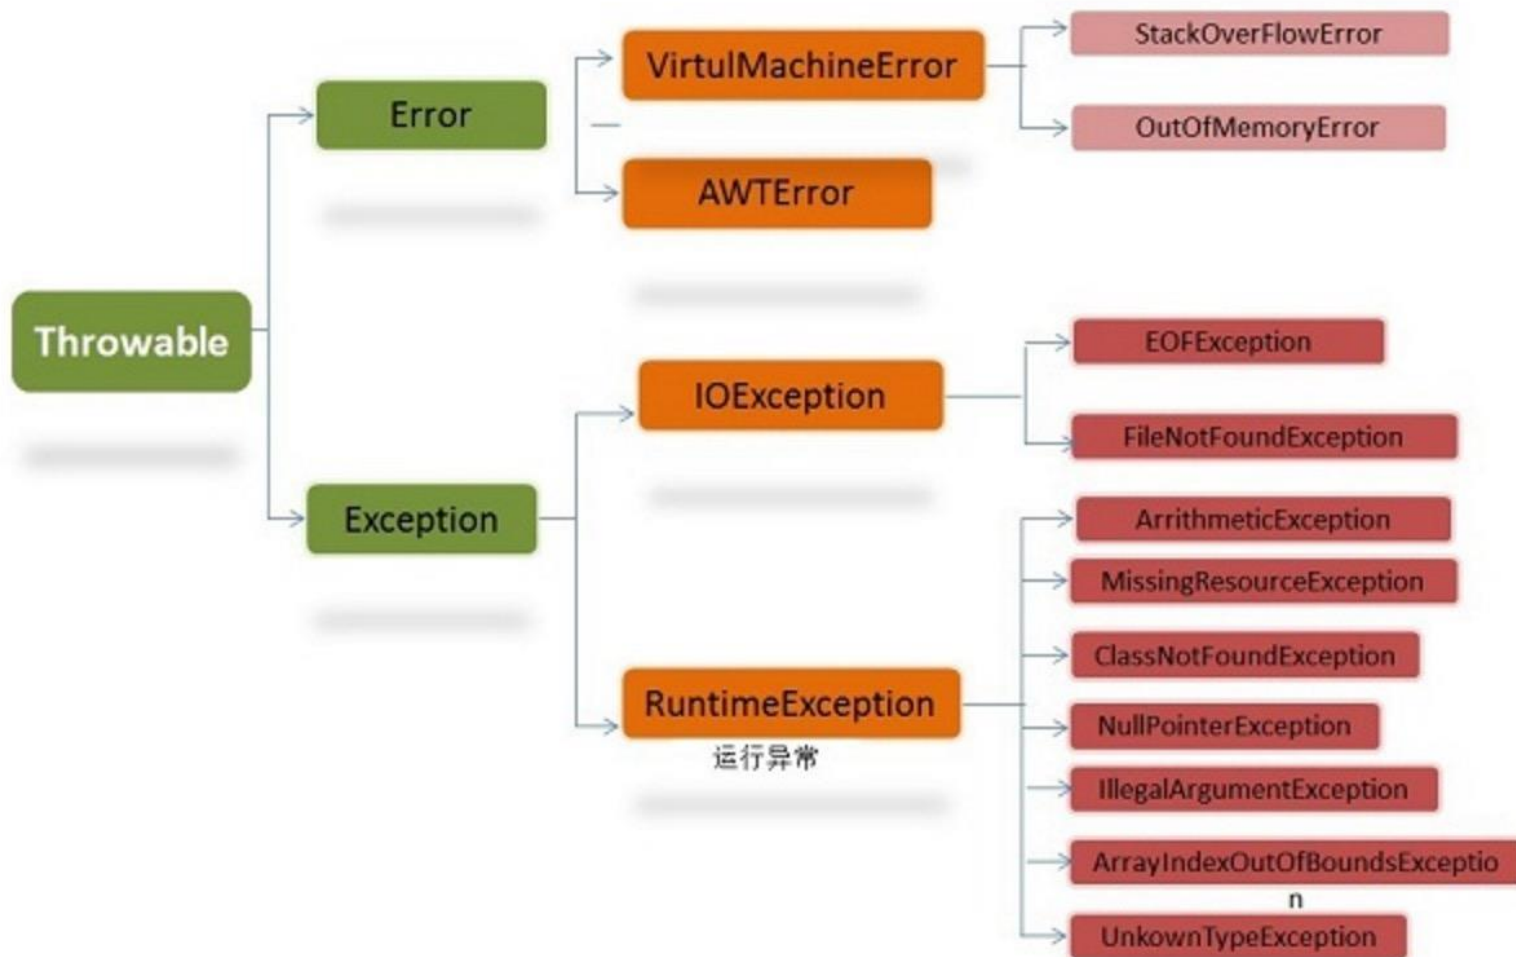 Throwable
Error
Exception
VirtulMachineError
AWTError
IOException
RuntimeException
运行异常
StackOverFlowError
OutOfMemoryError
EOFException
FileNotFoundException
ArrithmeticException
MissingResourceException
ClassNotFoundException
NullPointerException
IllegalArgumentException
ArrayIndexOutOfBoundsExceptio
n
UnkownTypeException